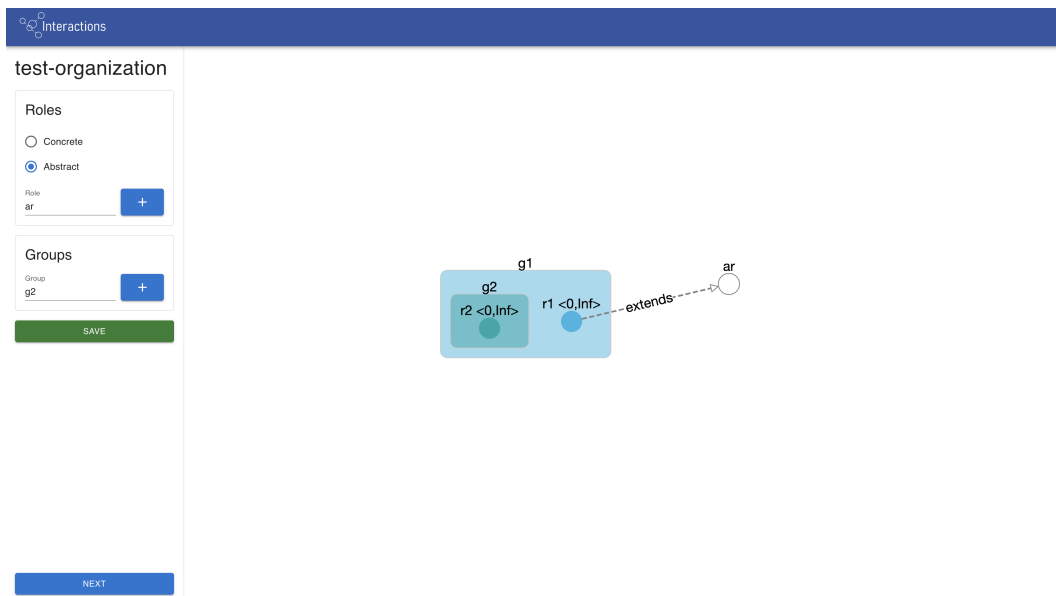 Interactions
test-organization
Roles
Concrete
Abstract
Role
ar
+
Groups
Group
g2
+
SAVE
NEXT
g1
g2
r2 <0,Inf>
r1 <0,Inf>
extends
ar